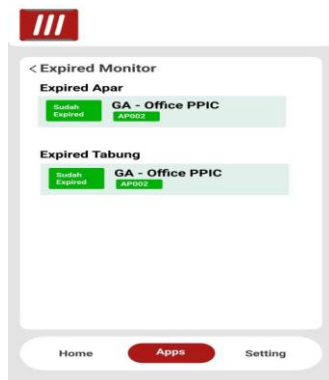 < Expired Monitor
Expired Apar
Sudah Expired
GA - Office PPIC
AP002
Expired Tabung
Sudah Expired
GA - Office PPIC
AP002
Home Apps Setting